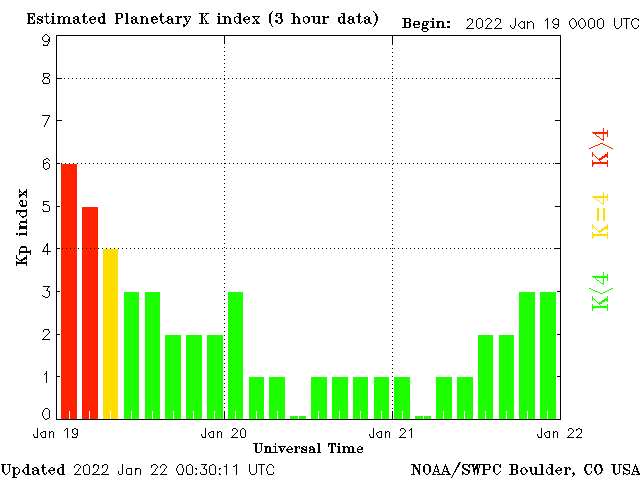 Estimated Planetary K index (3 hour data)
Begin: 2022 Jan 19 0000 UTC
9
8
7
6
5
4
3
2
1
0
Kp index
K>4
K=4
K<4
Jan 19
Jan 20
Jan 21
Jan 22
Universal Time
Updated 2022 Jan 22 00:30:11 UTC
NOAA/SWPC Boulder, CO USA